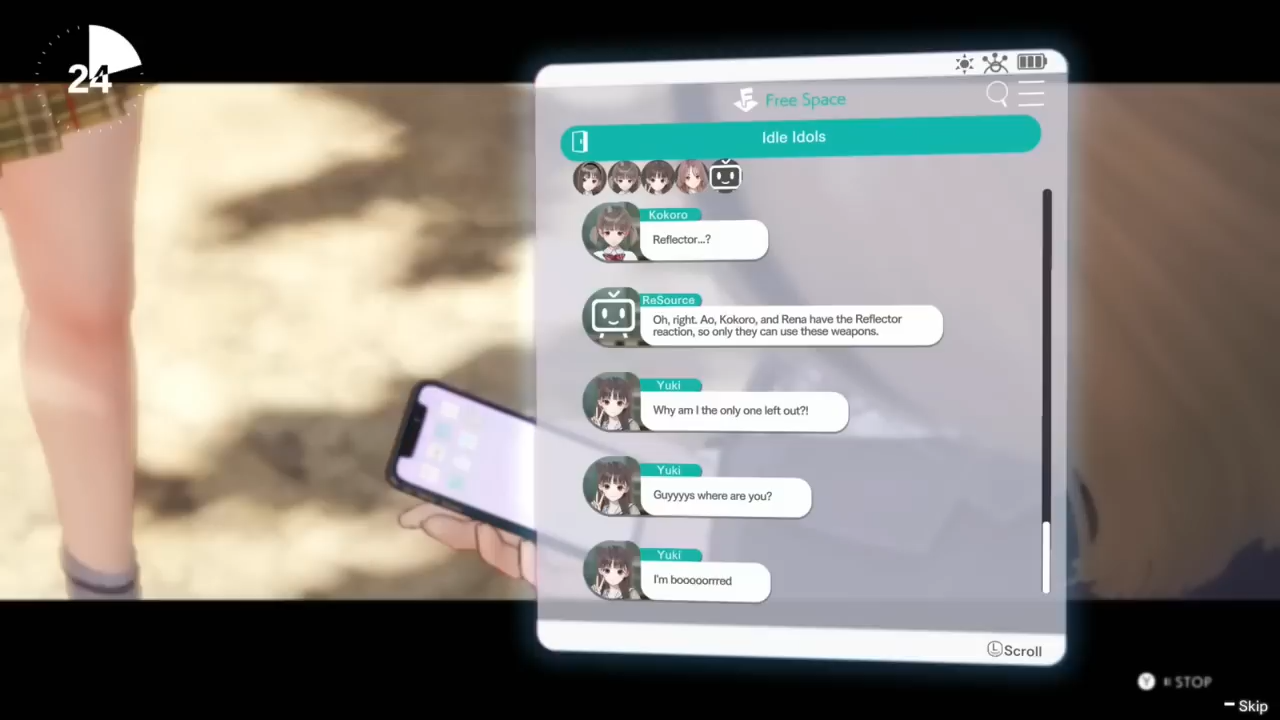 24
Free Space
Idle Idols
Kokoro
Reflector...?
ReSource
Oh, right. Ao, Kokoro, and Rena have the Reflector
reaction, so only they can use these weapons.
Yuki
Why am I the only one left out?!
Yuki
Guyyyys where are you?
Yuki
I'm booooorrred
L Scroll
Y STOP
Skip